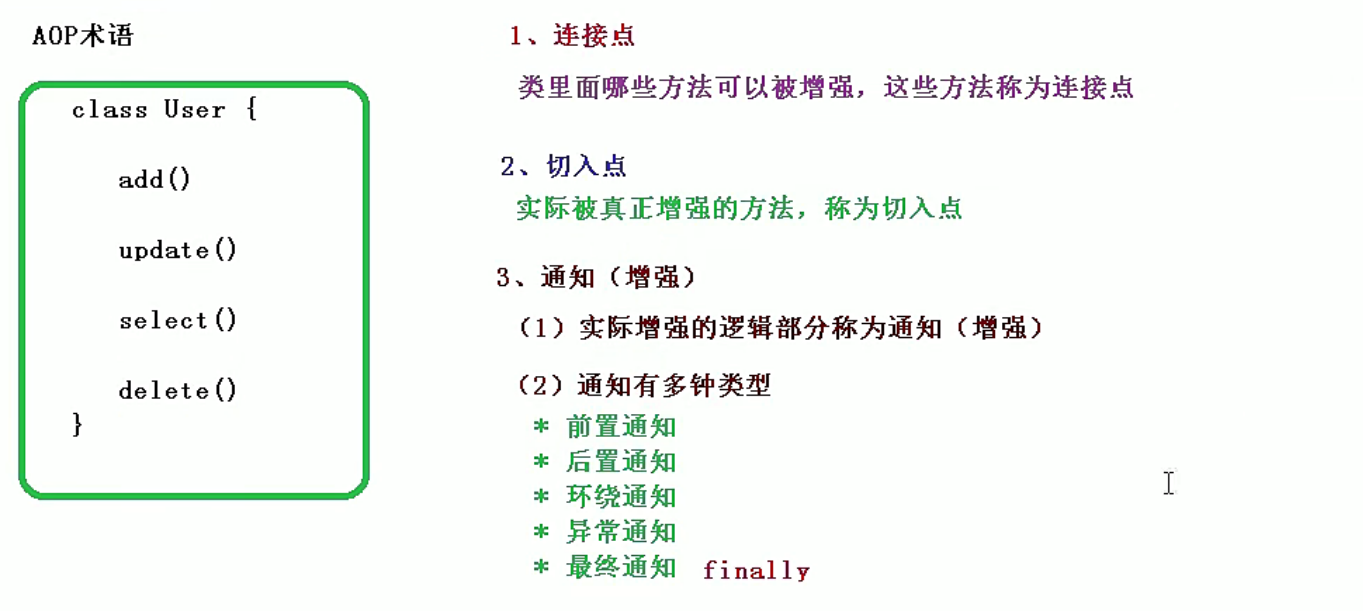 AOP术语
class User {
add()
update()
select()
delete()
}
1、连接点
类里面哪些方法可以被增强，这些方法称为连接点
2、切入点
实际被真正增强的方法，称为切入点
3、通知（增强）
（1）实际增强的逻辑部分称为通知（增强）
（2）通知有多钟类型
* 前置通知
* 后置通知
* 环绕通知
* 异常通知
* 最终通知 finally